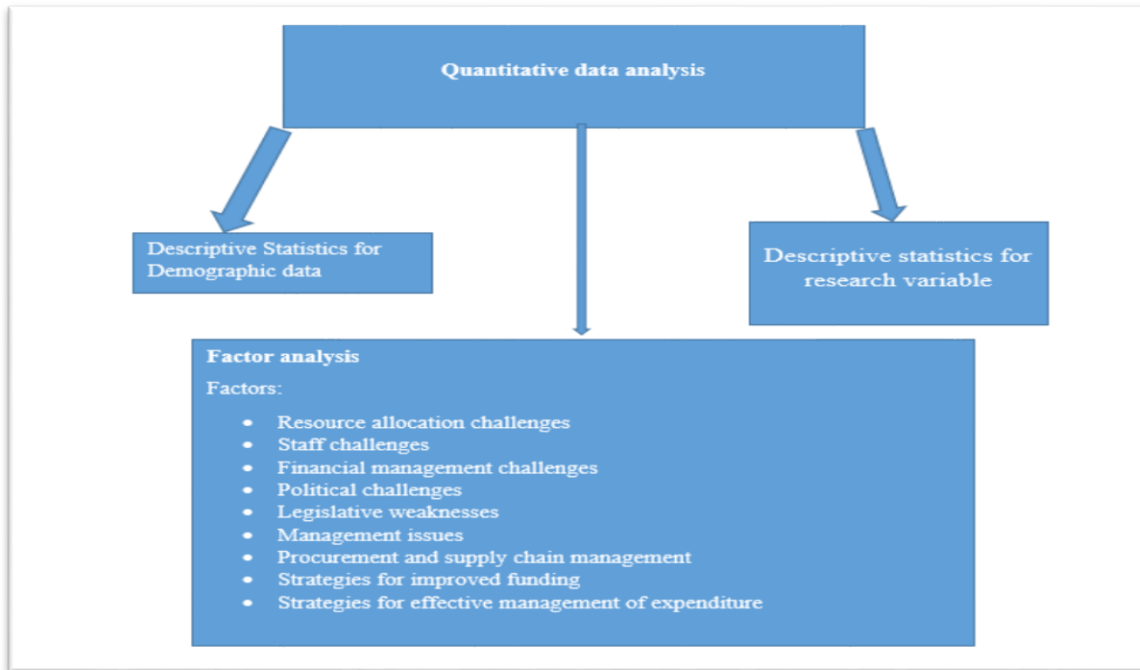 Quantitative data analysis
Descriptive Statistics for
Demographic data
Descriptive statistics for
research variable
Factor analysis
Factors:
• Resource allocation challenges
• Staff challenges
• Financial management challenges
• Political challenges
• Legislative weaknesses
• Management issues
• Procurement and supply chain management
• Strategies for improved funding
• Strategies for effective management of expenditure